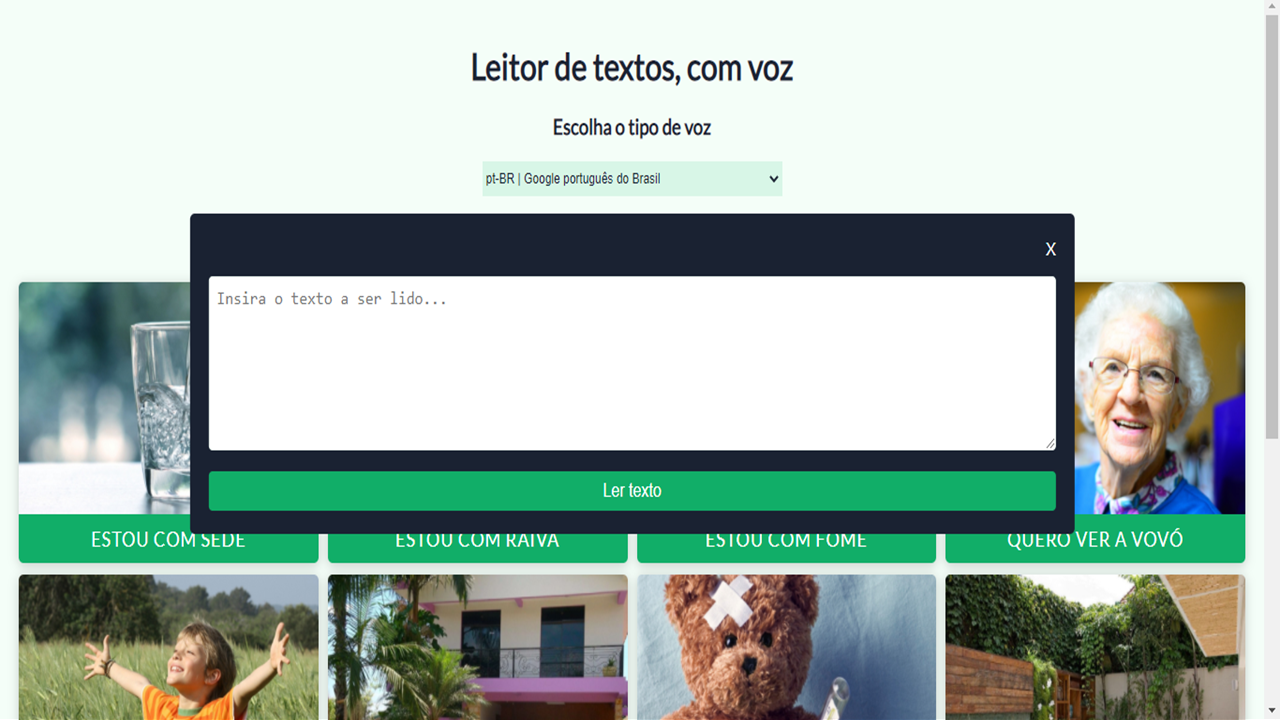 Leitor de textos, com voz
Escolha o tipo de voz
pt-BR | Google português do Brasil
X
Insira o texto a ser lido...
Ler texto
ESTOU COM SEDE
ESTOU COM RAIVA
ESTOU COM FOME
QUERO VER A VOVÓ